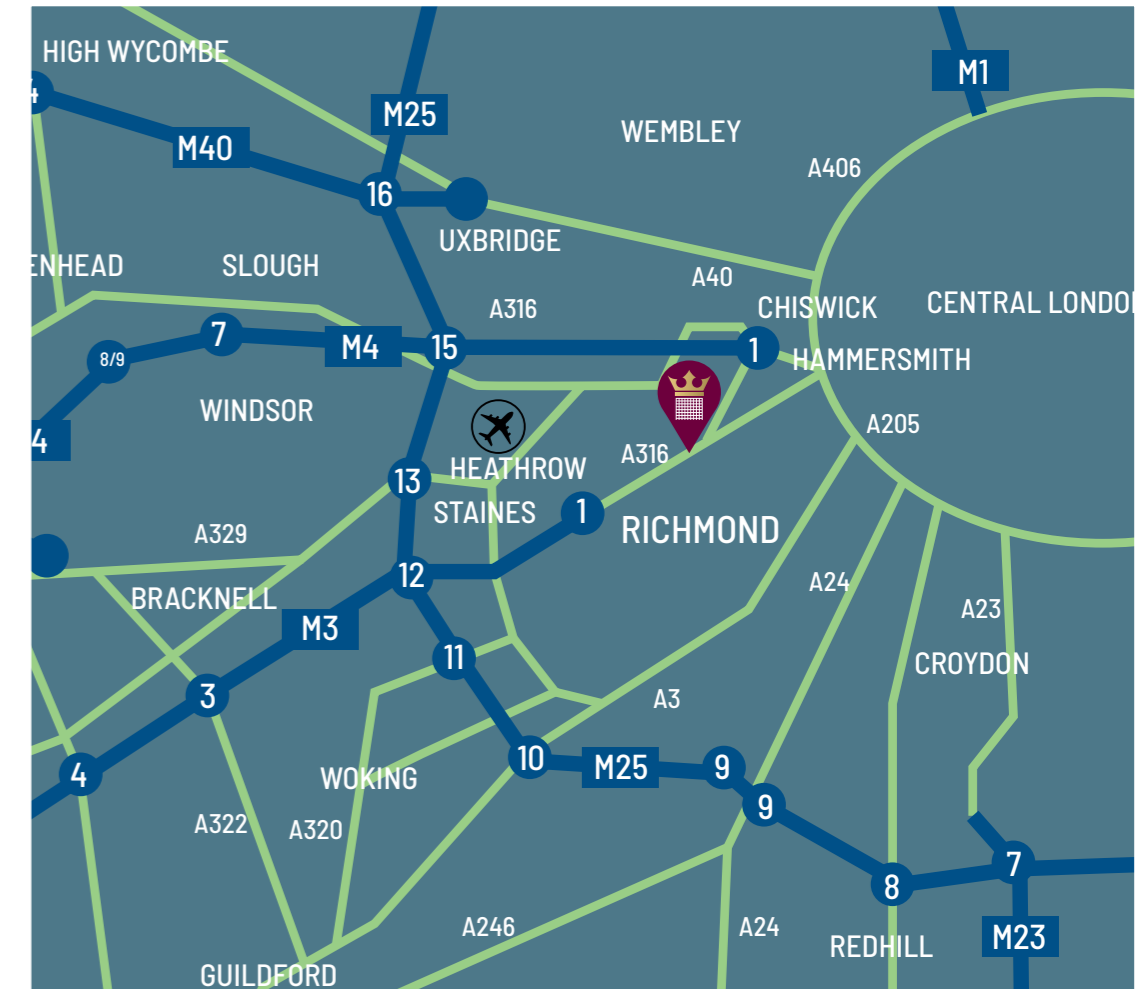 HIGH WYCOMBE
M1
4
M25
WEMBLEY
M40
A406
16
UXBRIDGE
ENHEAD
SLOUGH
A40
A316
CHISWICK
CENTRAL LONDO
7
M4
15
1
8/9
HAMMERSMITH
WINDSOR
A205
4
A316
HEATHROW
13
STAINES
1
RICHMOND
A329
12
A24
BRACKNELL
M3
A23
11
CROYDON
3
A3
10
M25
9
4
WOKING
9
A322
A320
7
8
A246
A24
REDHILL
M23
GUILDFORD